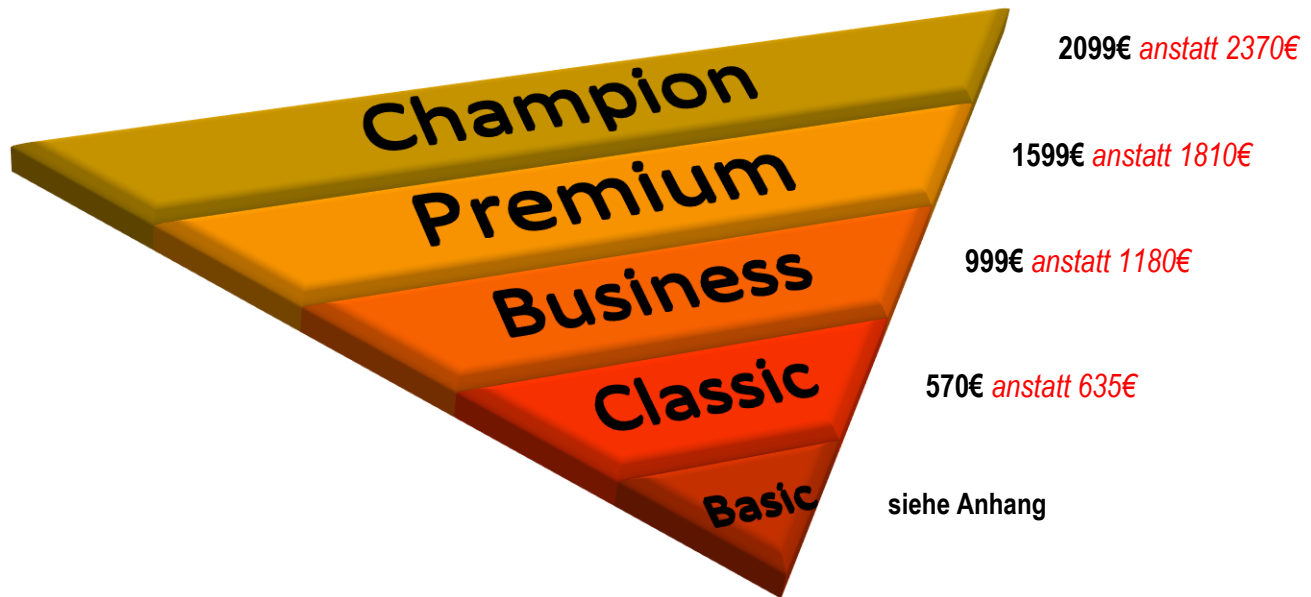 Champion
2099€ anstatt 2370€
Premium
1599€ anstatt 1810€
Business
999€ anstatt 1180€
Classic
570€ anstatt 635€
Basic
siehe Anhang